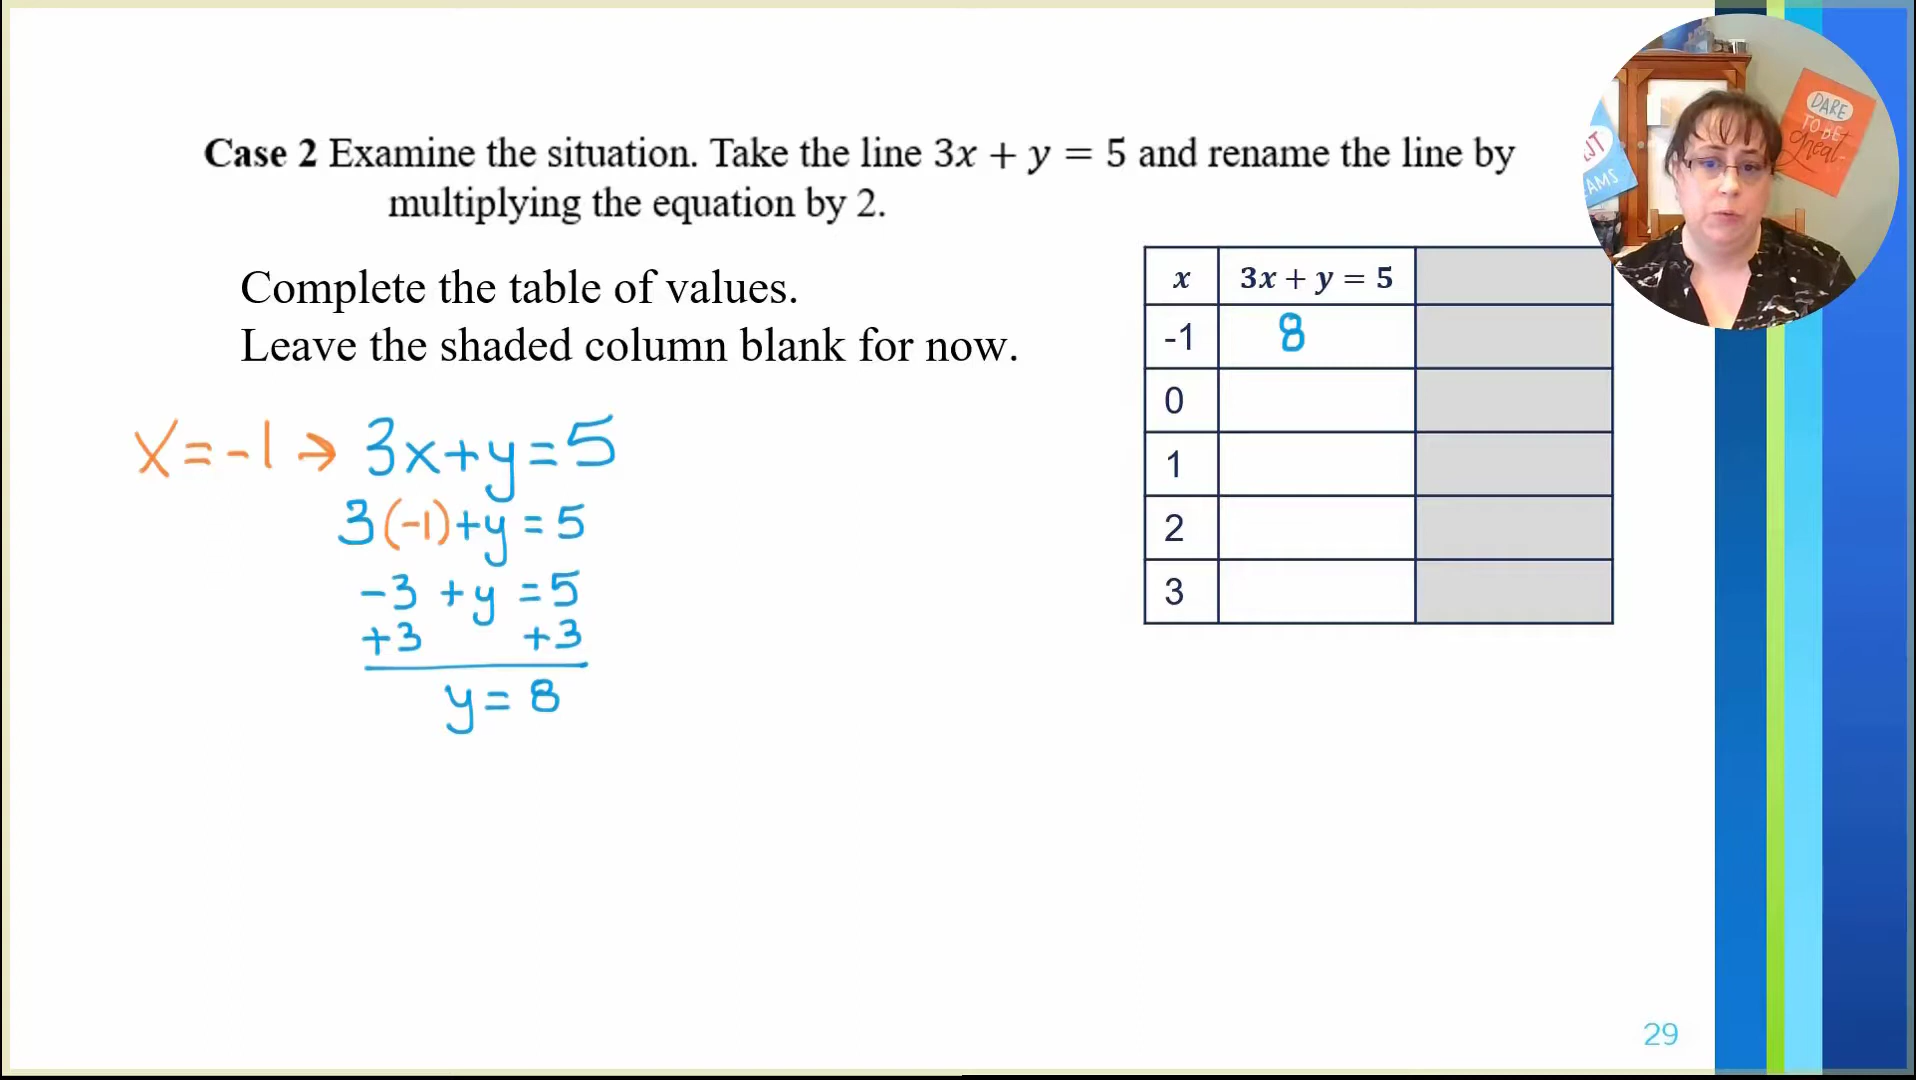 Case 2 Examine the situation. Take the line 3x + y = 5 and rename the line by
multiplying the equation by 2.
Complete the table of values.
Leave the shaded column blank for now.
x 3x + y = 5
-1 8
0
1
2
3
x = -1 → 3x+y=5
3(-1)+y = 5
-3 +y =5
+3 +3
y = 8
DARE
TO BE
great
AMS
29